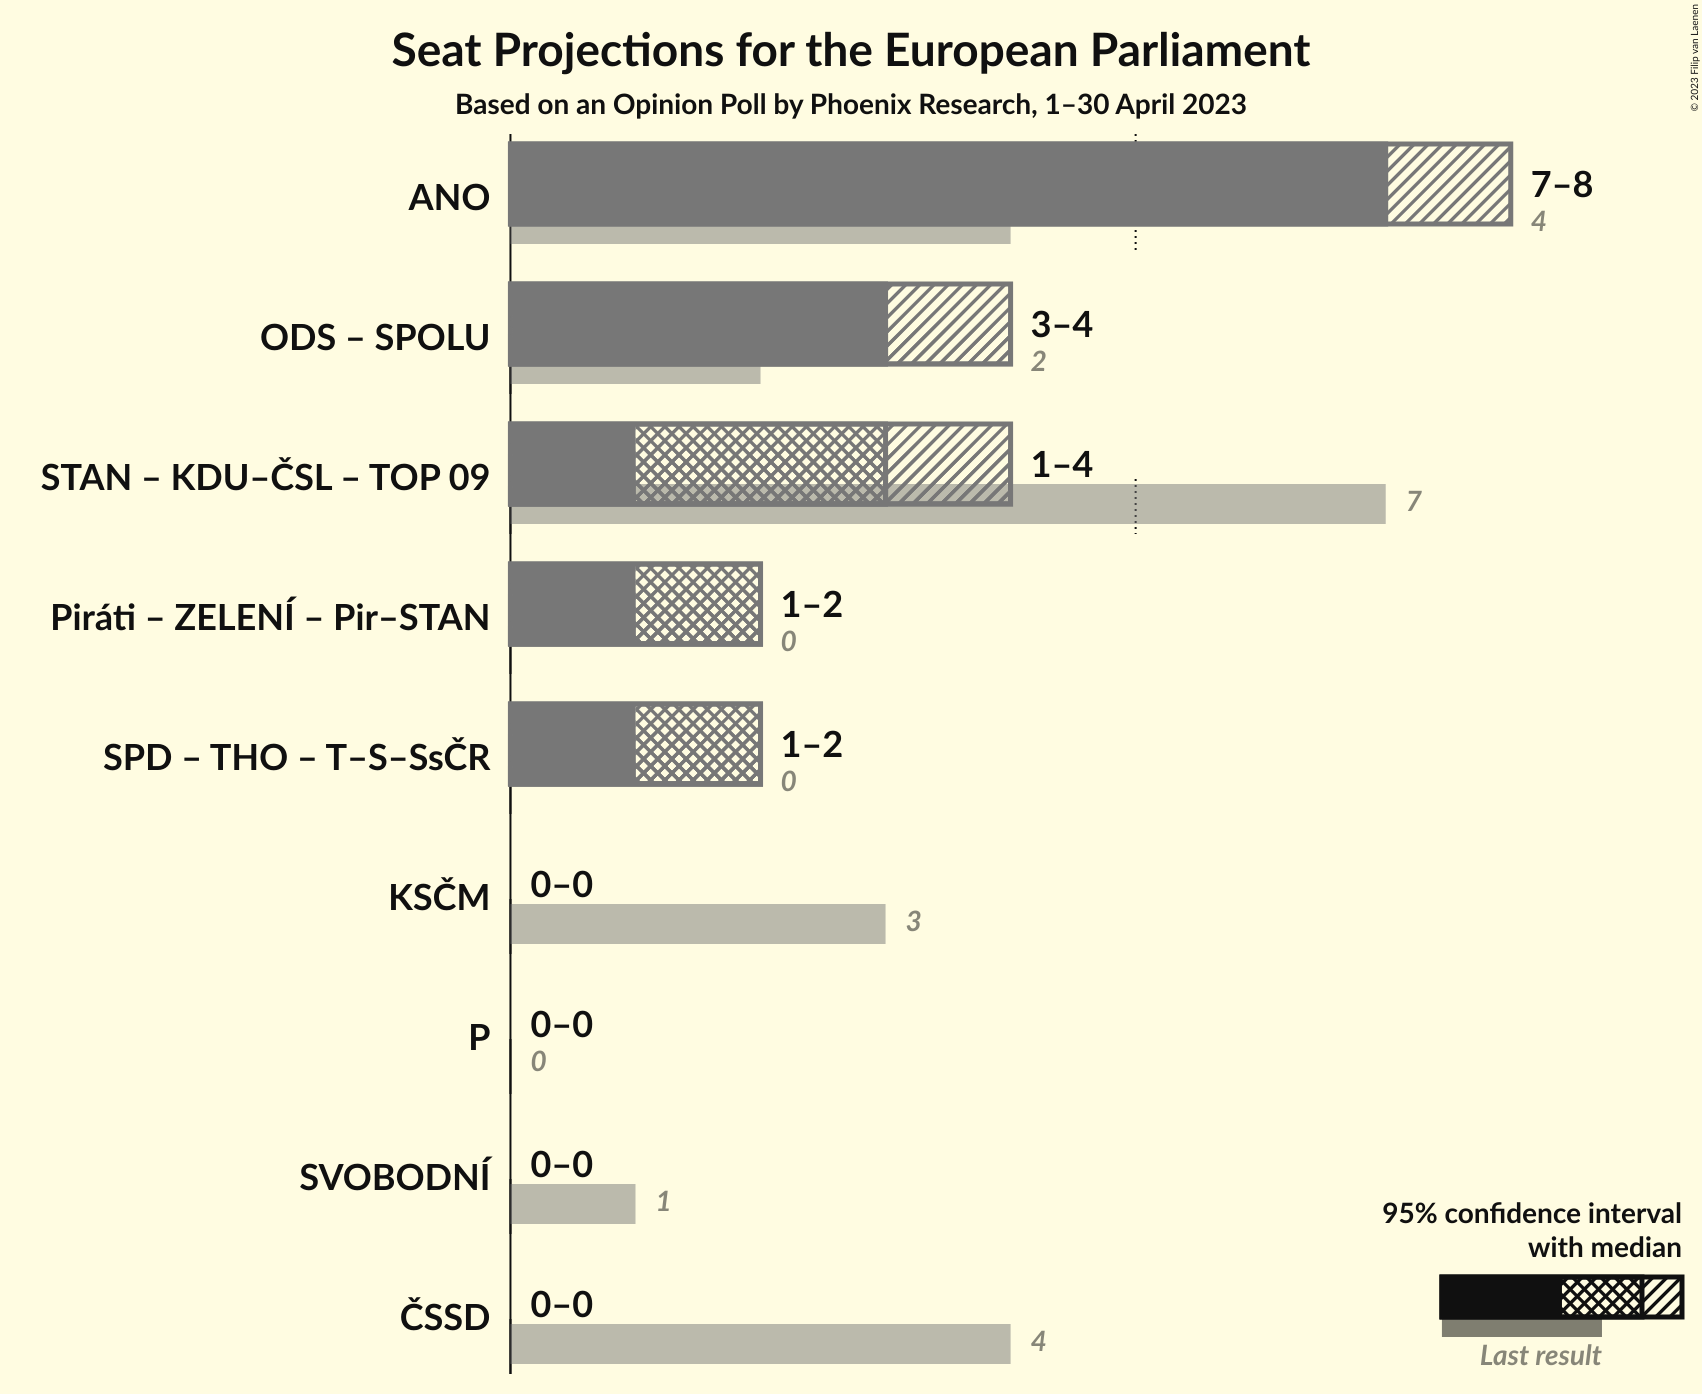 Seat Projections for the European Parliament
Based on an Opinion Poll by Phoenix Research, 1–30 April 2023
© 2023 Filip van Laenen
ANO
7–8
4
ODS – SPOLU
3–4
2
STAN – KDU–ČSL – TOP 09
1–4
7
Piráti – ZELENÍ – Pir–STAN
1–2
0
SPD – THO – T–S–SsČR
1–2
0
KSČM
0–0
3
P
0–0
0
SVOBODNÍ
0–0
1
ČSSD
0–0
4
95% confidence interval
with median
Last result